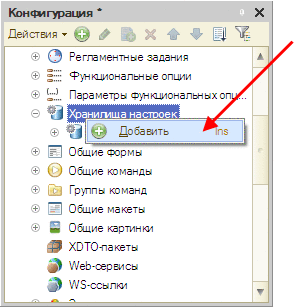 Конфигурация *
Действия
Регламентные задания
Функциональные опции
Параметры функциональных опц...
Хранилища настроек
Добавить Ins
Общие формы
Общие команды
Группы команд
Общие макеты
Общие картинки
XDTO-пакеты
Web-сервисы
WS-ссылки